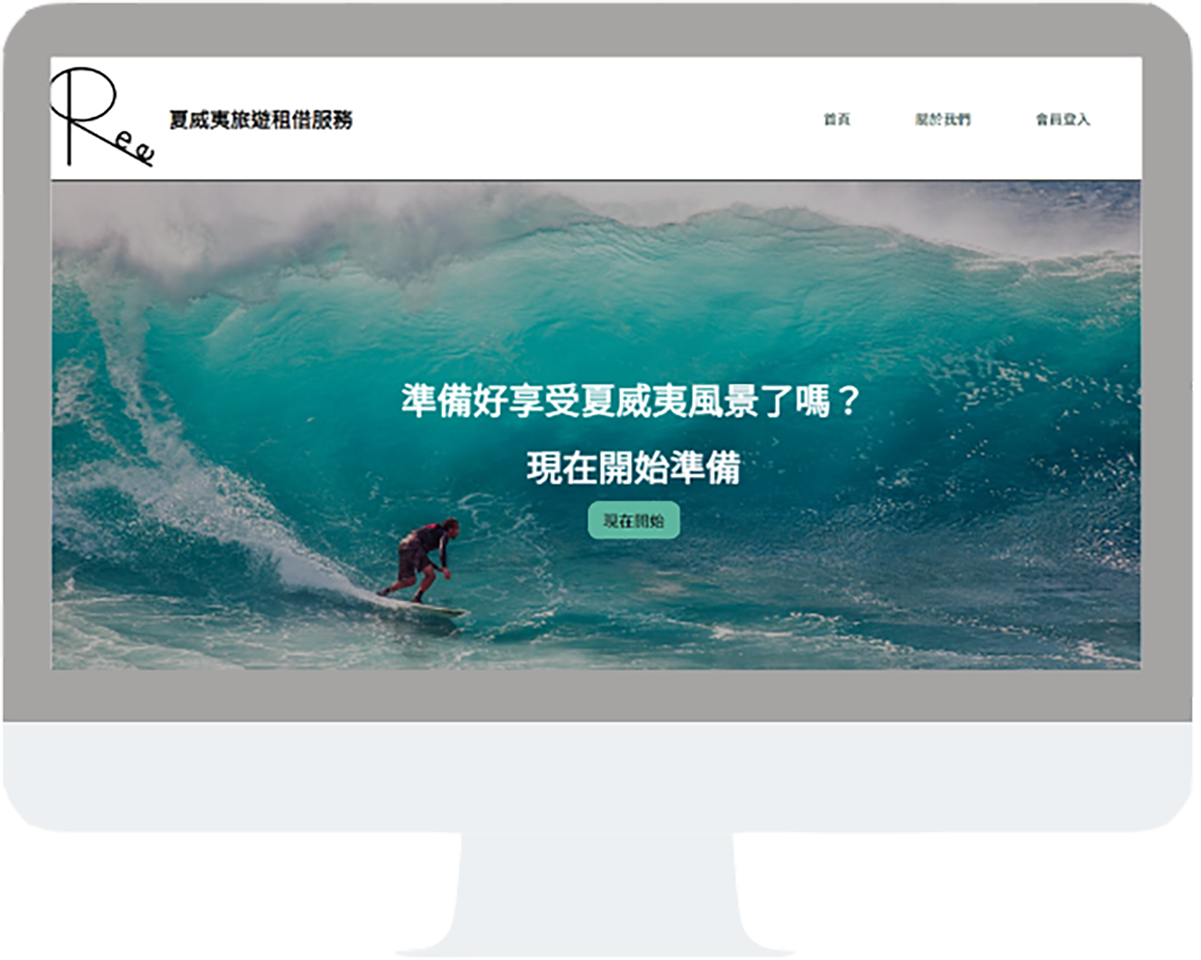 Ree
夏威夷旅遊租借服務
首頁 關於我們 會員登入
準備好享受夏威夷風景了嗎？
現在開始準備
現在開始